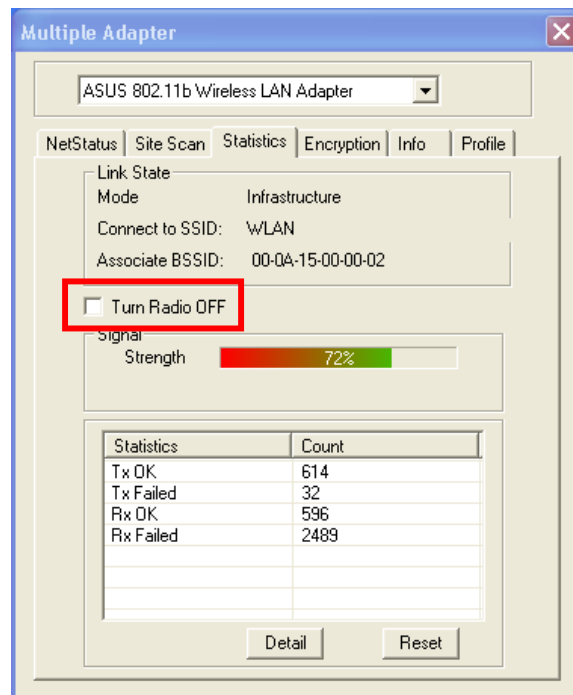 Multiple Adapter
ASUS 802.11b Wireless LAN Adapter
NetStatus Site Scan Statistics Encryption Info Profile
Link State
Mode Infrastructure
Connect to SSID: WLAN
Associate BSSID: 00-0A-15-00-00-02
Turn Radio OFF
Signal
Strength 72%
Statistics Count
Tx OK 614
Tx Failed 32
Rx OK 596
Rx Failed 2489
Detail Reset